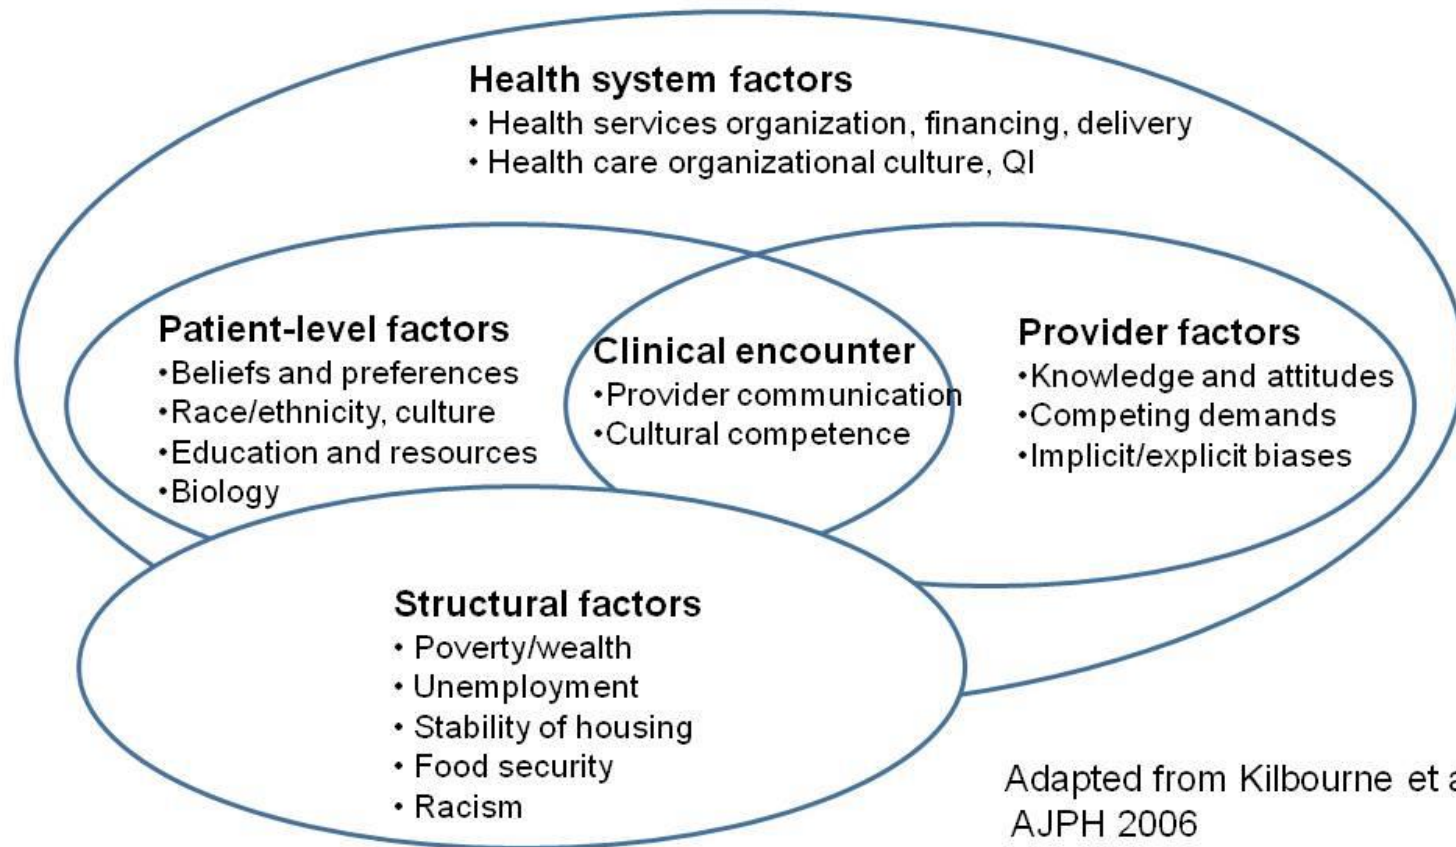 Health system factors
• Health services organization, financing, delivery
• Health care organizational culture, QI
Patient-level factors
•Beliefs and preferences
•Race/ethnicity, culture
•Education and resources
•Biology
Clinical encounter
•Provider communication
•Cultural competence
Provider factors
•Knowledge and attitudes
•Competing demands
•Implicit/explicit biases
Structural factors
• Poverty/wealth
• Unemployment
• Stability of housing
• Food security
• Racism
Adapted from Kilbourne et a
AJPH 2006